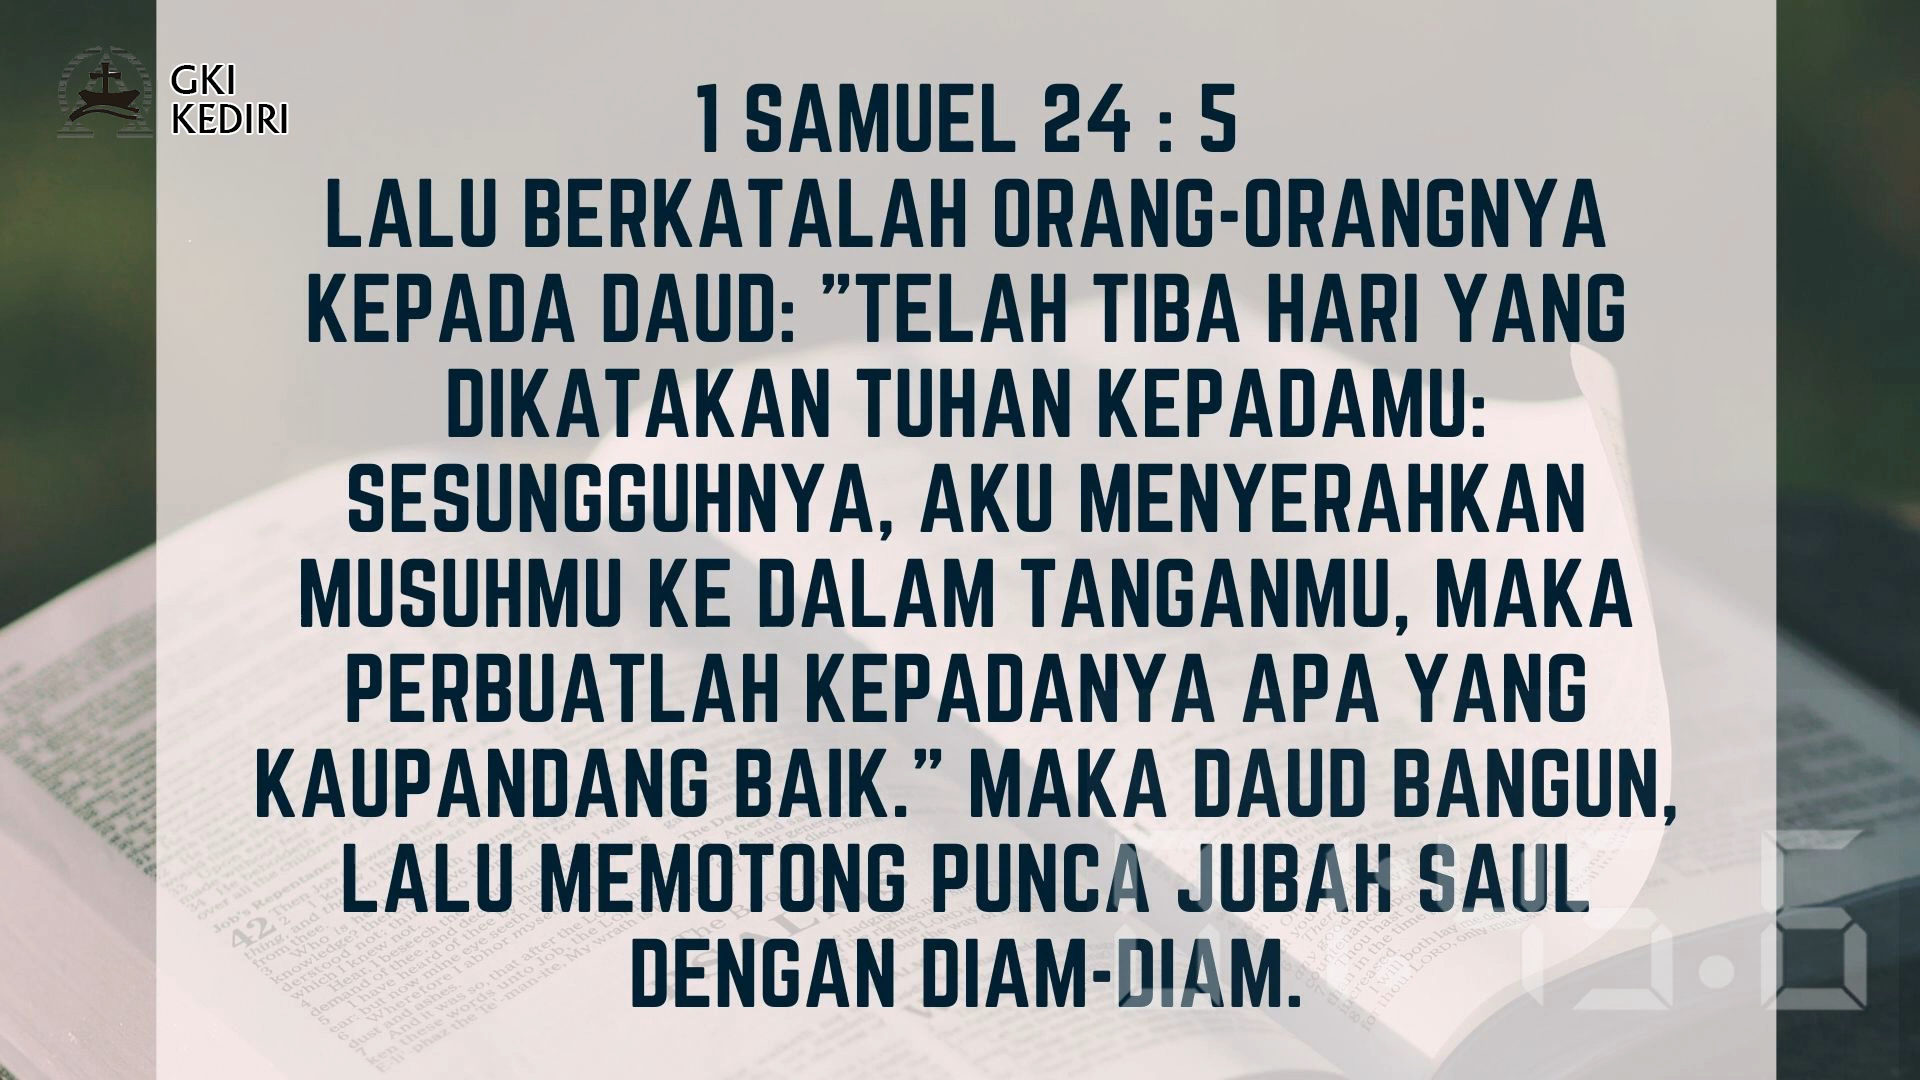 GKI
KEDIRI
1 SAMUEL 24 : 5
LALU BERKATALAH ORANG-ORANGNYA
KEPADA DAUD: "TELAH TIBA HARI YANG
DIKATAKAN TUHAN KEPADAMU:
SESUNGGUHNYA, AKU MENYERAHKAN
MUSUHMU KE DALAM TANGANMU, MAKA
PERBUATLAH KEPADANYA APA YANG
KAUPANDANG BAIK." MAKA DAUD BANGUN,
LALU MEMOTONG PUNCA JUBAH SAUL
DENGAN DIAM-DIAM.